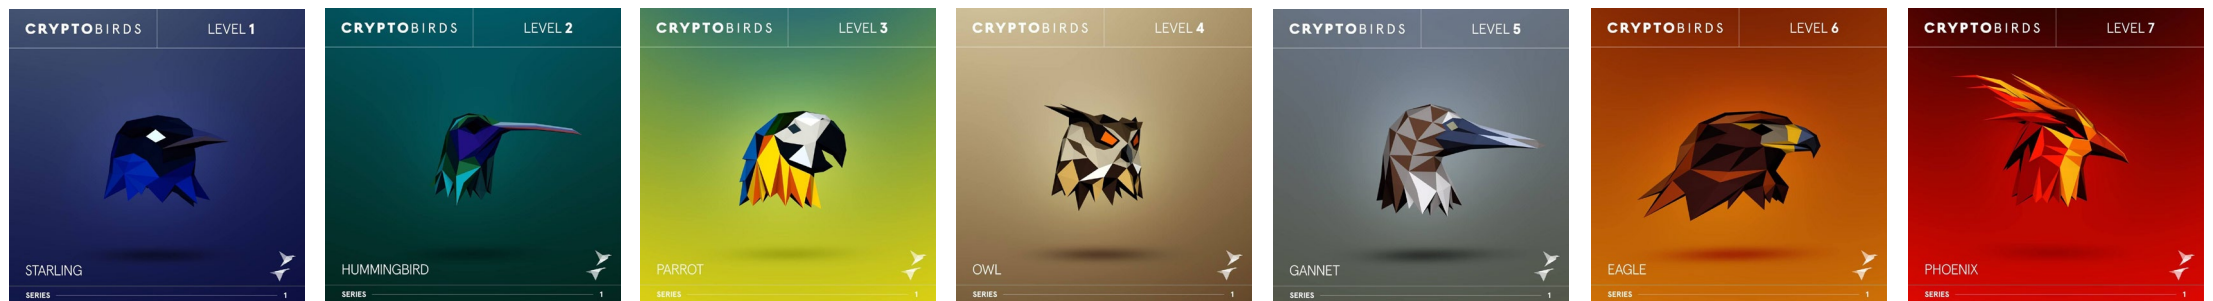 CRYPTOBIRDS LEVEL 1
STARLING
SERIES 1
CRYPTOBIRDS LEVEL 2
HUMMINGBIRD
SERIES 1
CRYPTOBIRDS LEVEL 3
PARROT
SERIES 1
CRYPTOBIRDS LEVEL 4
OWL
SERIES 1
CRYPTOBIRDS LEVEL 5
GANNET
SERIES 1
CRYPTOBIRDS LEVEL 6
EAGLE
SERIES 1
CRYPTOBIRDS LEVEL 7
PHOENIX
SERIES 1